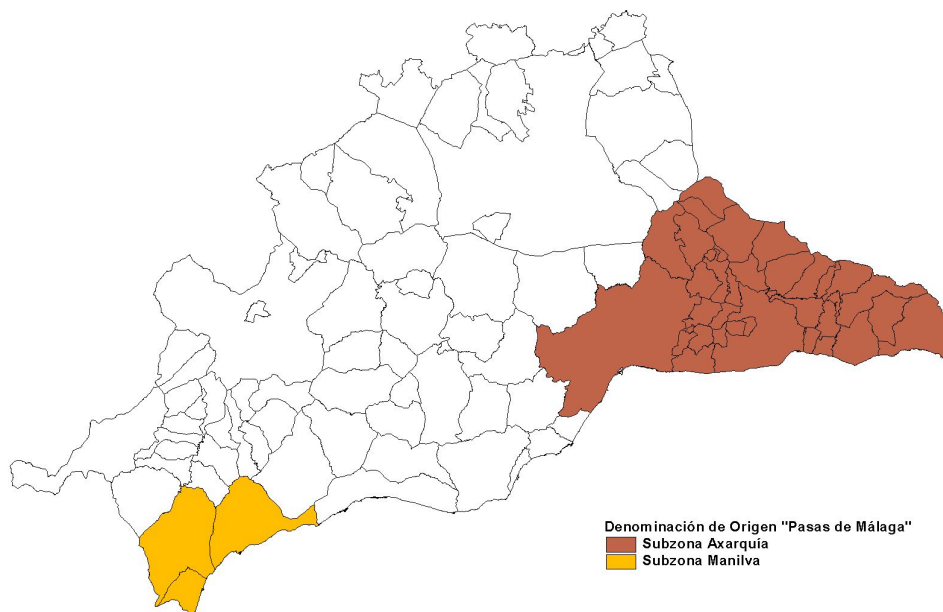 Denominación de Origen "Pasas de Málaga"
Subzona Axarquía
Subzona Manilva